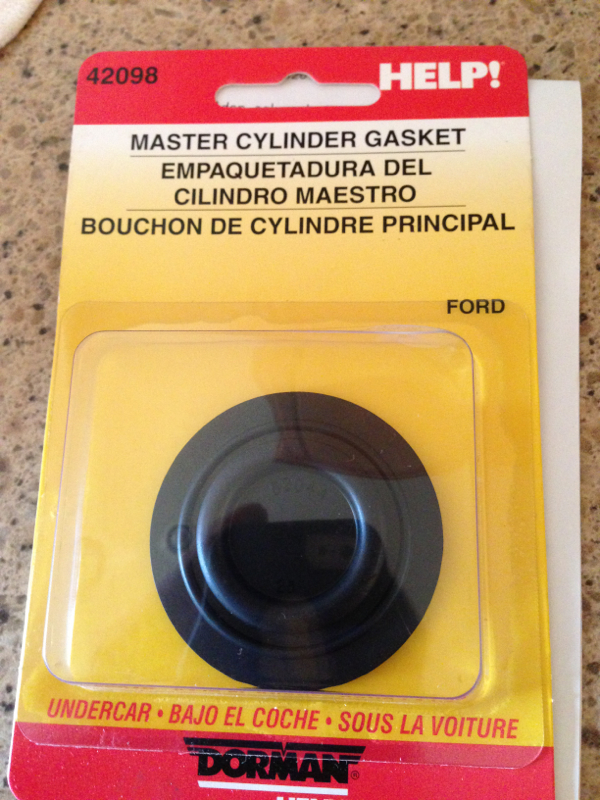 42098
HELP!
MASTER CYLINDER GASKET
EMPAQUETADURA DEL
CILINDRO MAESTRO
BOUCHON DE CYLINDRE PRINCIPAL
FORD
UNDERCAR • BAJO EL COCHE • SOUS LA VOITURE
DORMAN®
HELP!